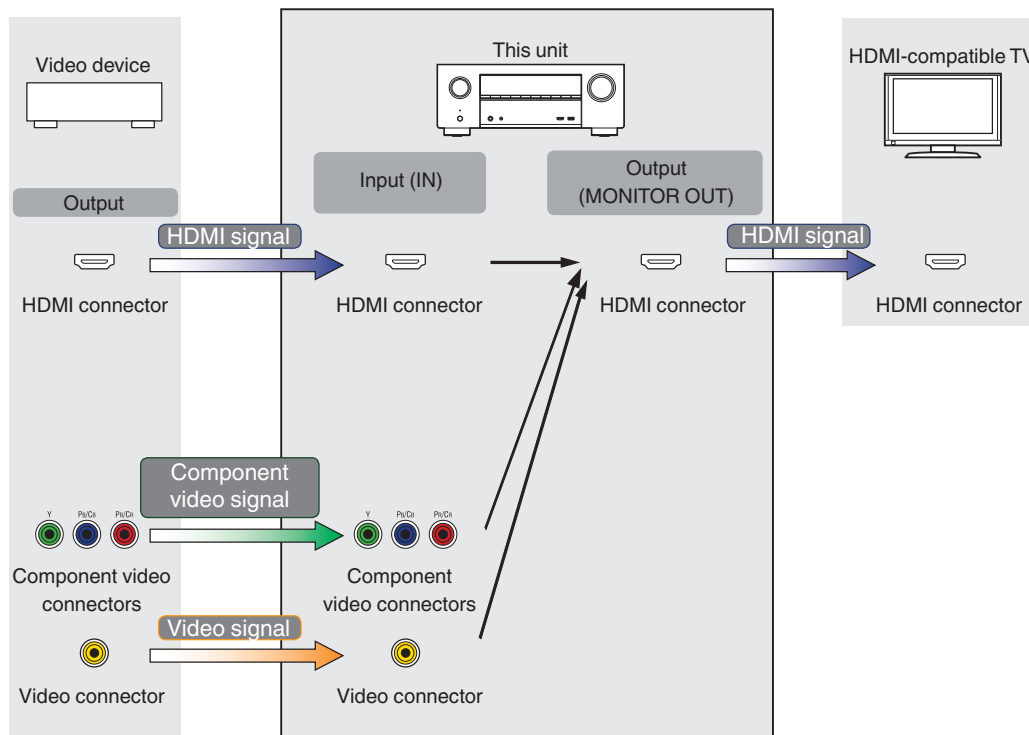 Video device
This unit
HDMI-compatible TV
Output
Input (IN)
Output
(MONITOR OUT)
HDMI signal
HDMI signal
HDMI connector
HDMI connector
HDMI connector
HDMI connector
Component
video signal
Y PB/CB PR/CR
Y PB/CB PR/CR
Component video
connectors
Component
video connectors
Video signal
Video connector
Video connector